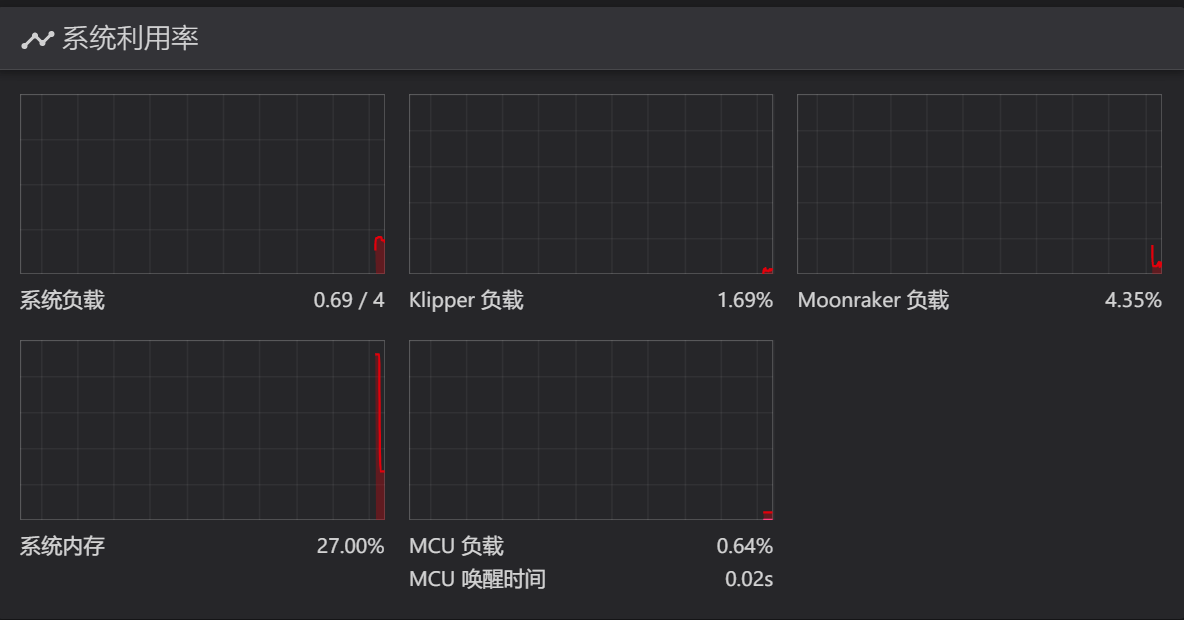 系统利用率
系统负载 0.69 / 4
Klipper 负载 1.69%
Moonraker 负载 4.35%
系统内存 27.00%
MCU 负载 0.64%
MCU 唤醒时间 0.02s